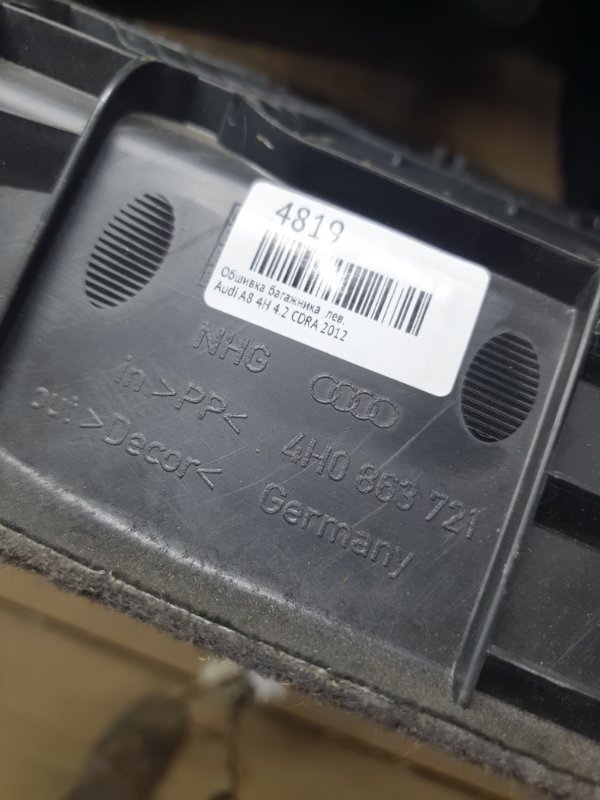 4819
Обшивка багажника лев.
Audi A8 4H 4.2 CDRA 2012
NHG
in >PP<
4H0 863 721
out >Decor<
Germany